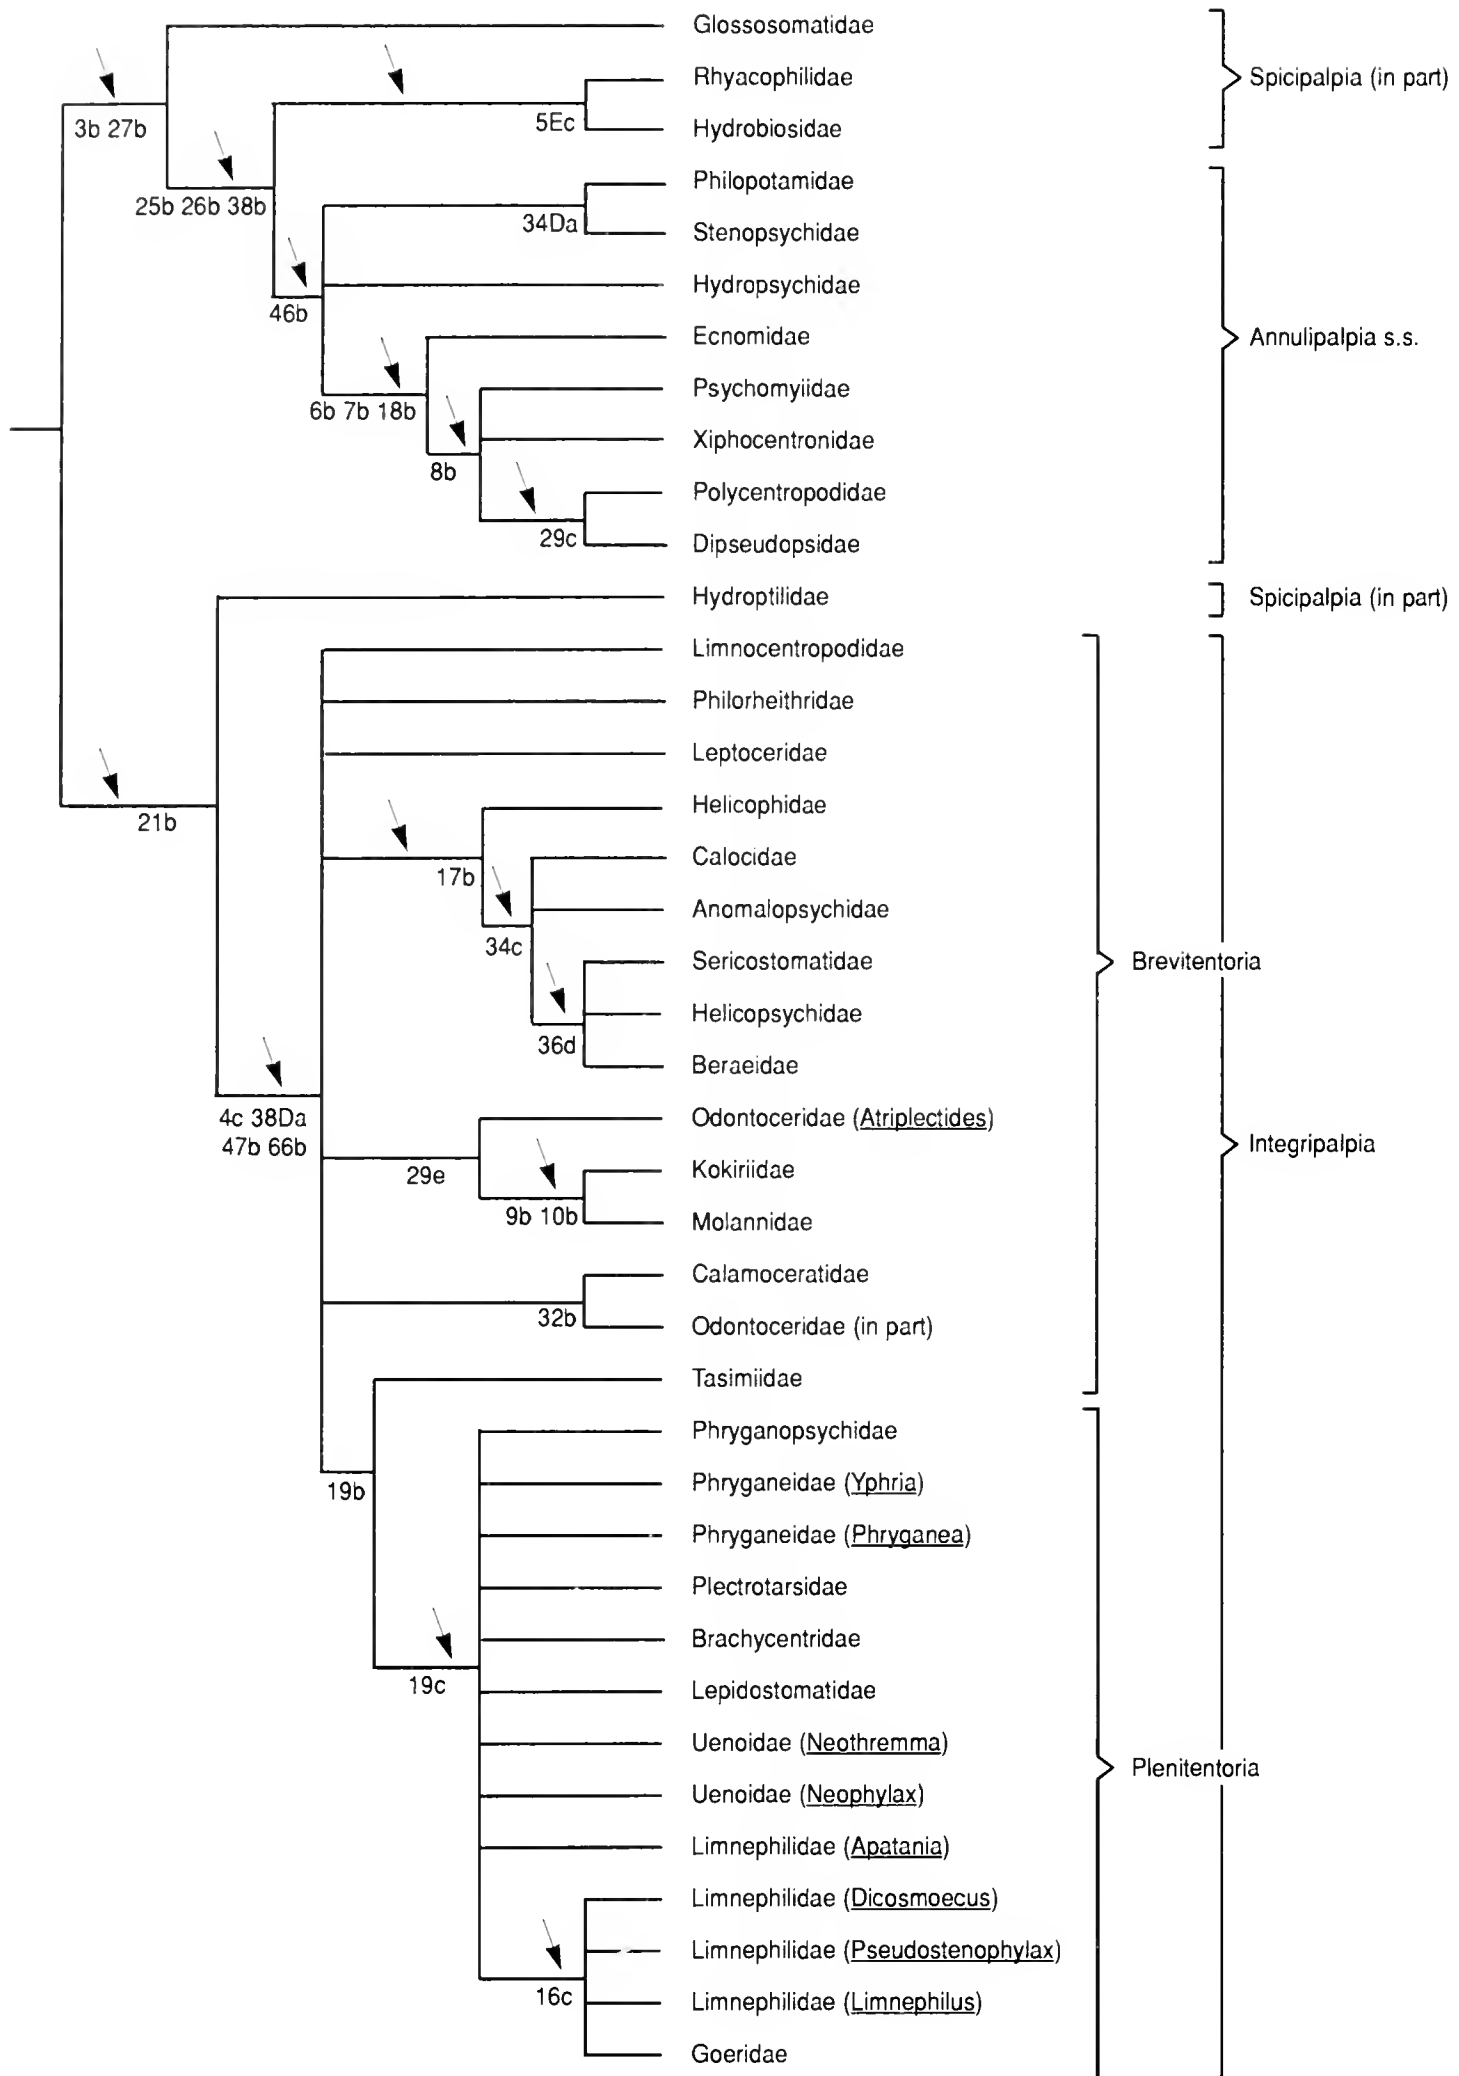 Glossosomatidae
Rhyacophilidae
Spicipalpia (in part)
3b 27b
5Ec
Hydrobiosidae
Philopotamidae
25b 26b 38b
34Da
Stenopsychidae
Hydropsychidae
46b
Ecnomidae
Annulipalpia s.s.
Psychomyiidae
6b 7b 18b
Xiphocentronidae
8b
Polycentropodidae
29c
Dipseudopsidae
Hydroptilidae
Spicipalpia (in part)
Limnocentropodidae
Philorheithridae
Leptoceridae
Helicophidae
21b
Calocidae
17b
Anomalopsychidae
34c
Sericostomatidae
Brevitentoria
Helicopsychidae
36d
Beraeidae
4c 38Da
47b 66b
Odontoceridae (Atriplectides)
Integripalpia
29e
Kokiriidae
9b 10b
Molannidae
Calamoceratidae
32b
Odontoceridae (in part)
Tasimiidae
Phryganopsychidae
19b
Phryganeidae (Yphria)
Phryganeidae (Phryganea)
Plectrotarsidae
Brachycentridae
19c
Lepidostomatidae
Uenoidae (Neothremma)
Plenitentoria
Uenoidae (Neophylax)
Limnephilidae (Apatania)
Limnephilidae (Dicosmoecus)
Limnephilidae (Pseudostenophylax)
16c
Limnephilidae (Limnephilus)
Goeridae